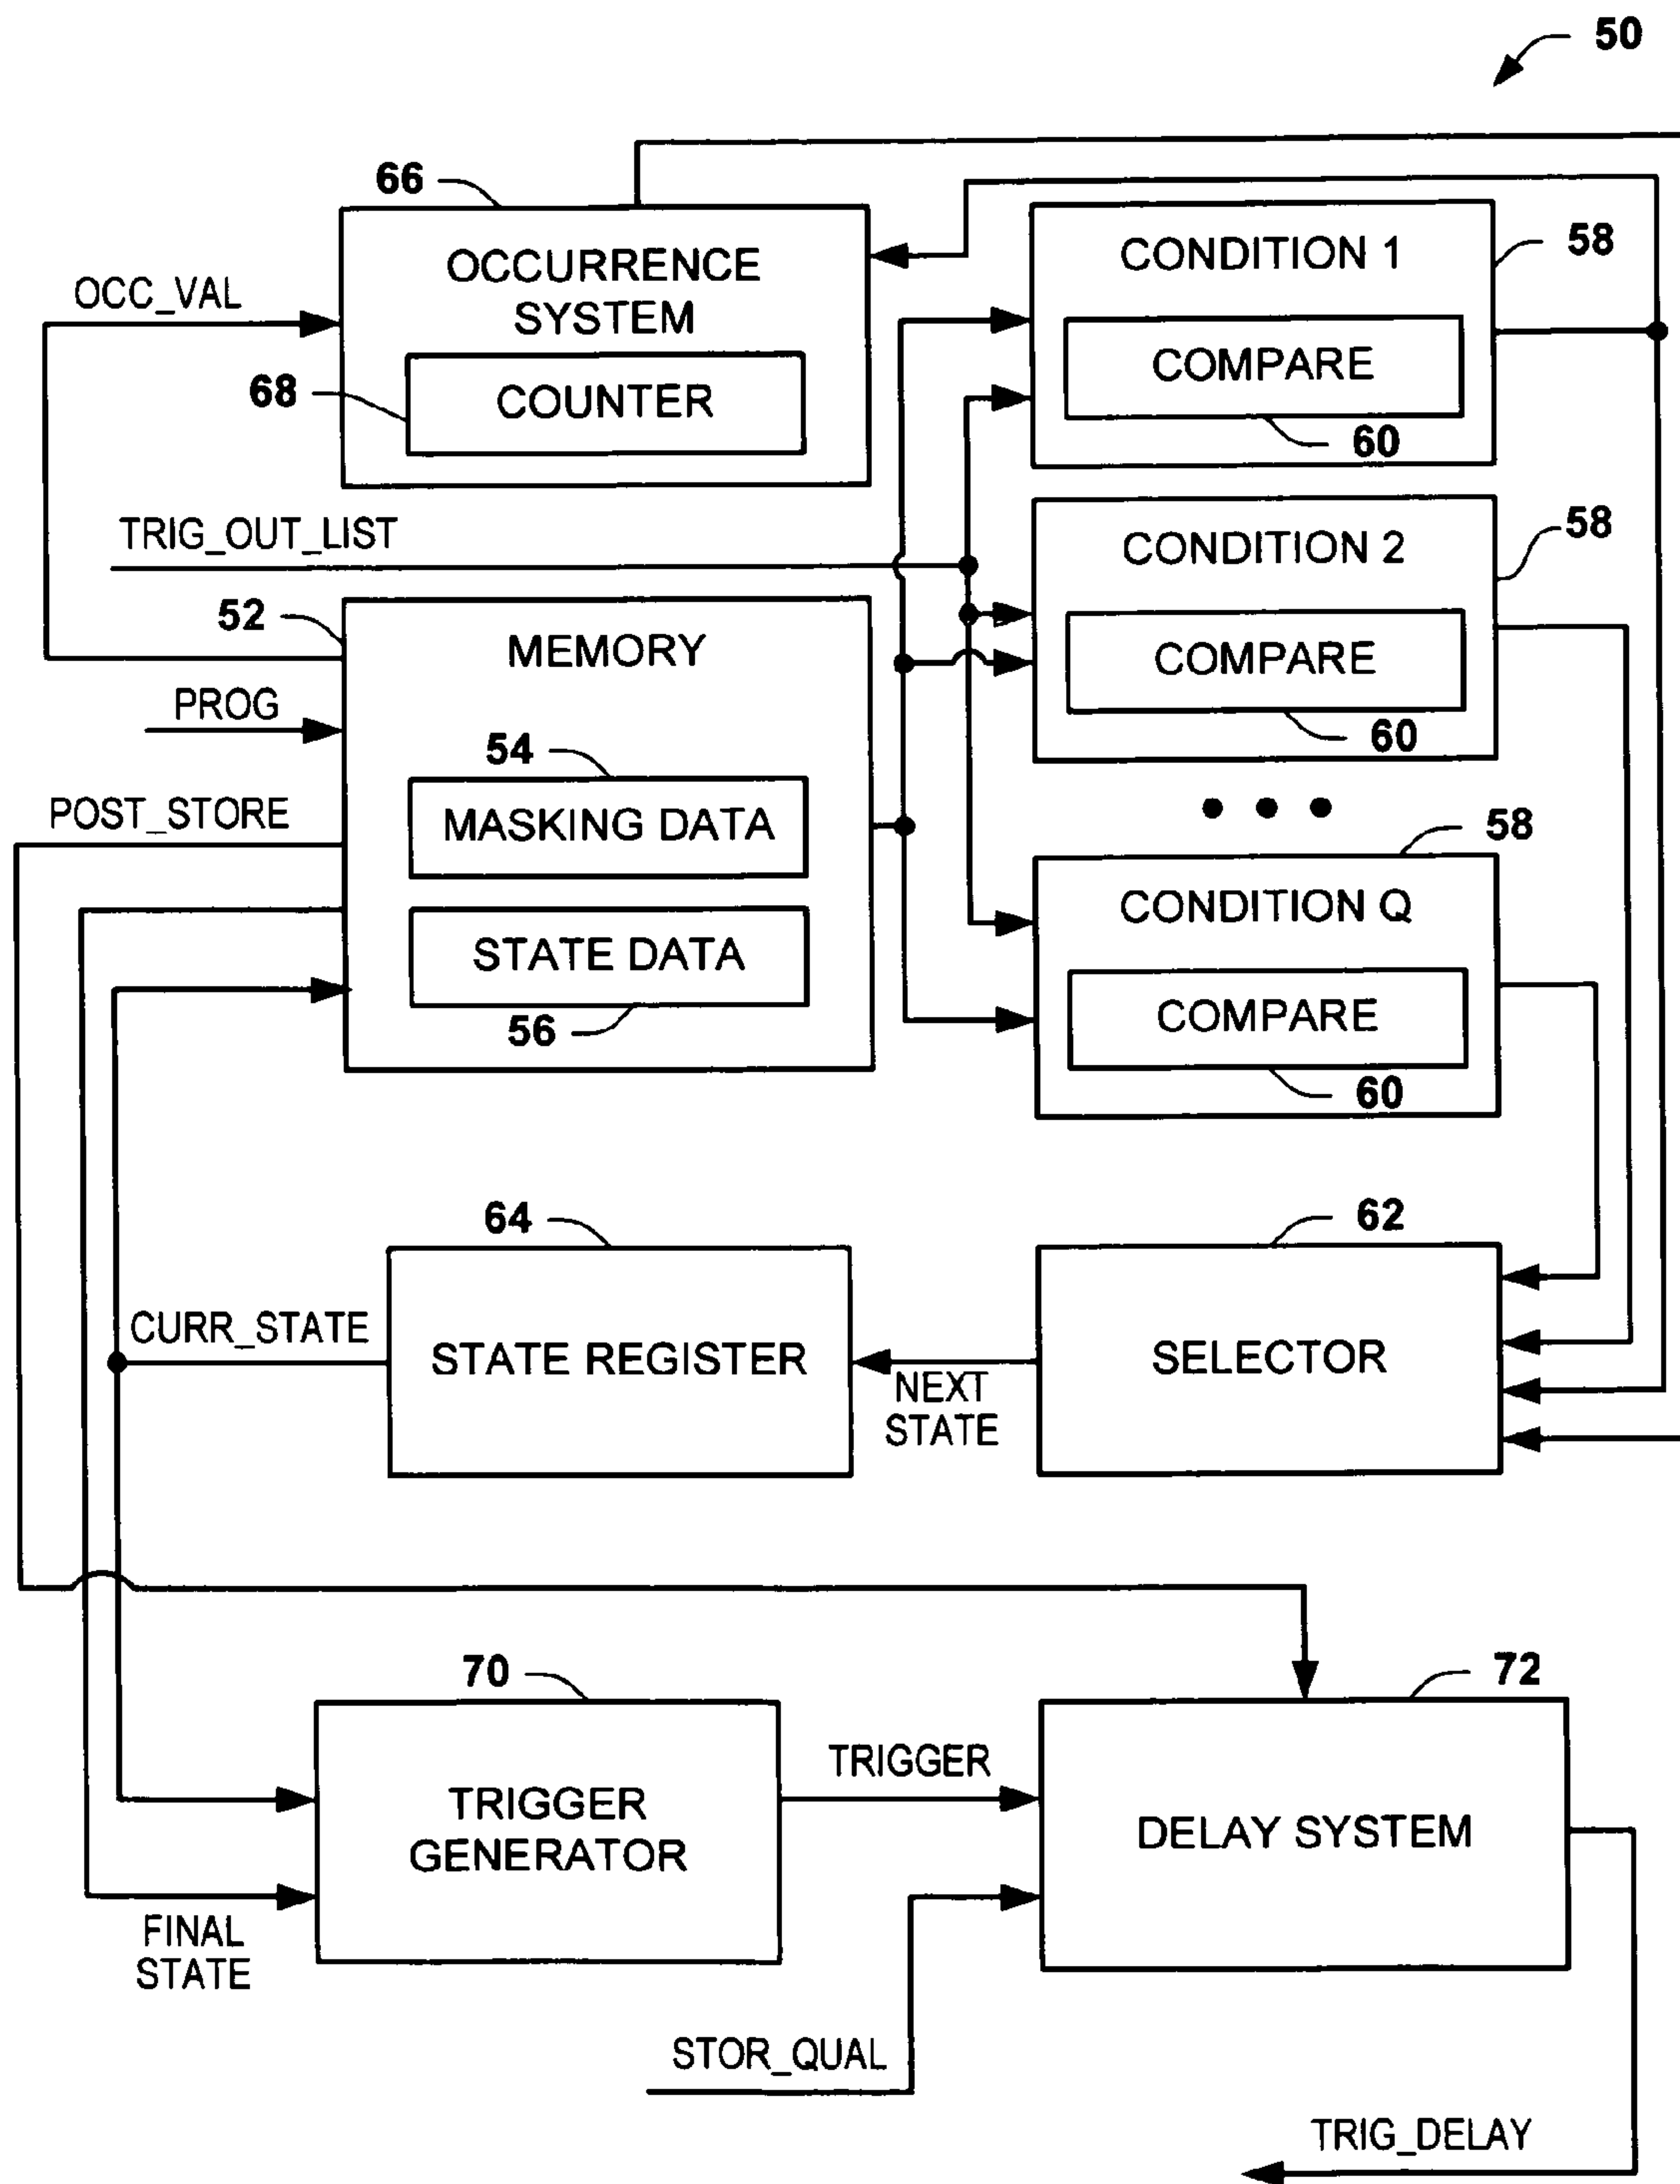 50
66
OCCURRENCE
SYSTEM
OCC_VAL
68
COUNTER
CONDITION 1
58
COMPARE
60
TRIG_OUT_LIST
CONDITION 2
58
COMPARE
60
52
MEMORY
PROG
54
MASKING DATA
POST_STORE
STATE DATA
56
58
CONDITION Q
COMPARE
60
64
62
CURR_STATE
STATE REGISTER
NEXT
STATE
SELECTOR
70
72
TRIGGER
GENERATOR
TRIGGER
DELAY SYSTEM
FINAL
STATE
STOR_QUAL
TRIG_DELAY